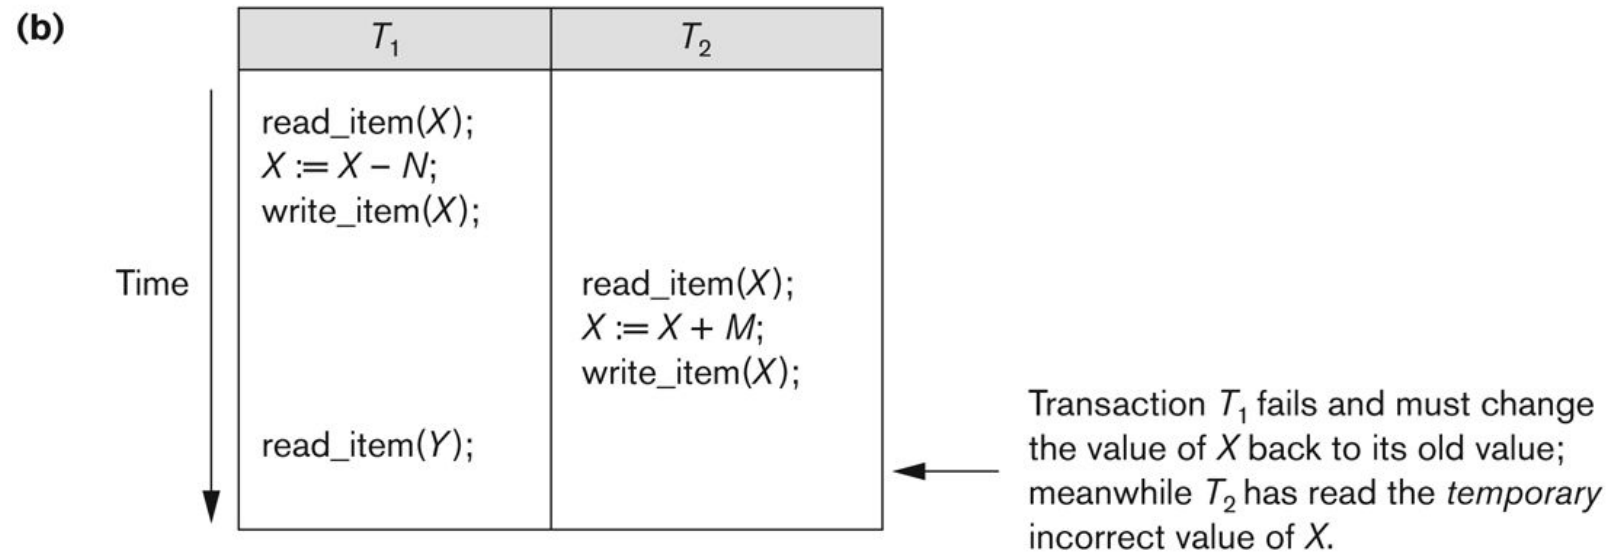 (b)
T₁ T₂
read_item(X);
X := X – N;
write_item(X);
Time
read_item(X);
X := X + M;
write_item(X);
read_item(Y);
Transaction T₁ fails and must change
the value of X back to its old value;
meanwhile T₂ has read the temporary
incorrect value of X.